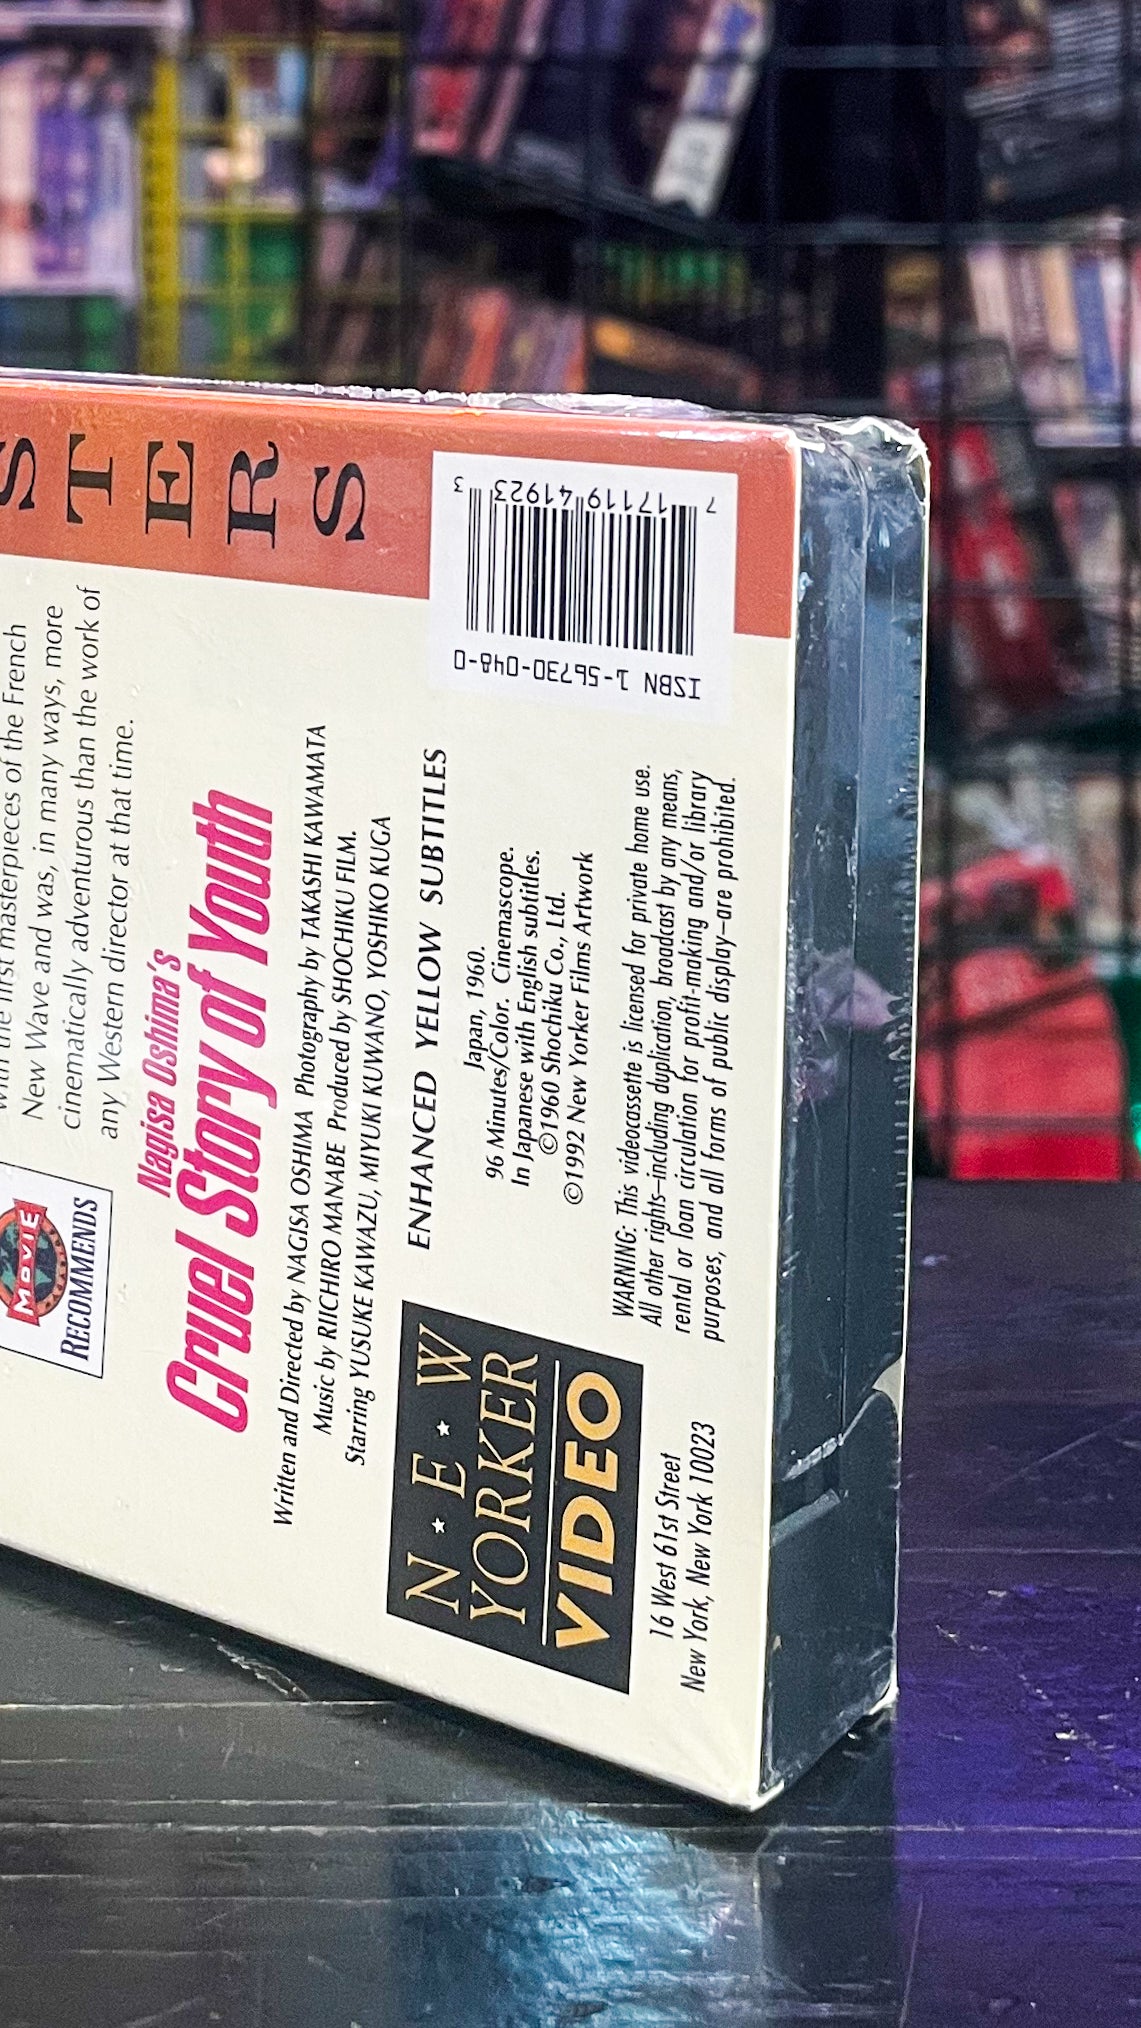 STERS
with the first masterpieces of the French
New Wave and was, in many ways, more
cinematically adventurous than the work of
any Western director at that time.
MOVIE
RECOMMENDS
Nagisa Oshima's
Cruel Story of Youth
Written and Directed by NAGISA OSHIMA Photography by TAKASHI KAWAMATA
Music by RIICHIRO MANABE Produced by SHOCHIKU FILM.
Starring YUSUKE KAWAZU, MIYUKI KUWANO, YOSHIKO KUGA
ENHANCED YELLOW SUBTITLES
Japan, 1960.
96 Minutes/Color. Cinemascope.
In Japanese with English subtitles.
©1960 Shochiku Co., Ltd.
©1992 New Yorker Films Artwork
NEW
YORKER
VIDEO
16 West 61st Street
New York, New York 10023
WARNING: This videocassette is licensed for private home use.
All other rights–including duplication, broadcast by any means,
rental or loan circulation for profit-making and/or library
purposes, and all forms of public display–are prohibited.
ISBN 1-56730-048-0
7 17119 41923 3